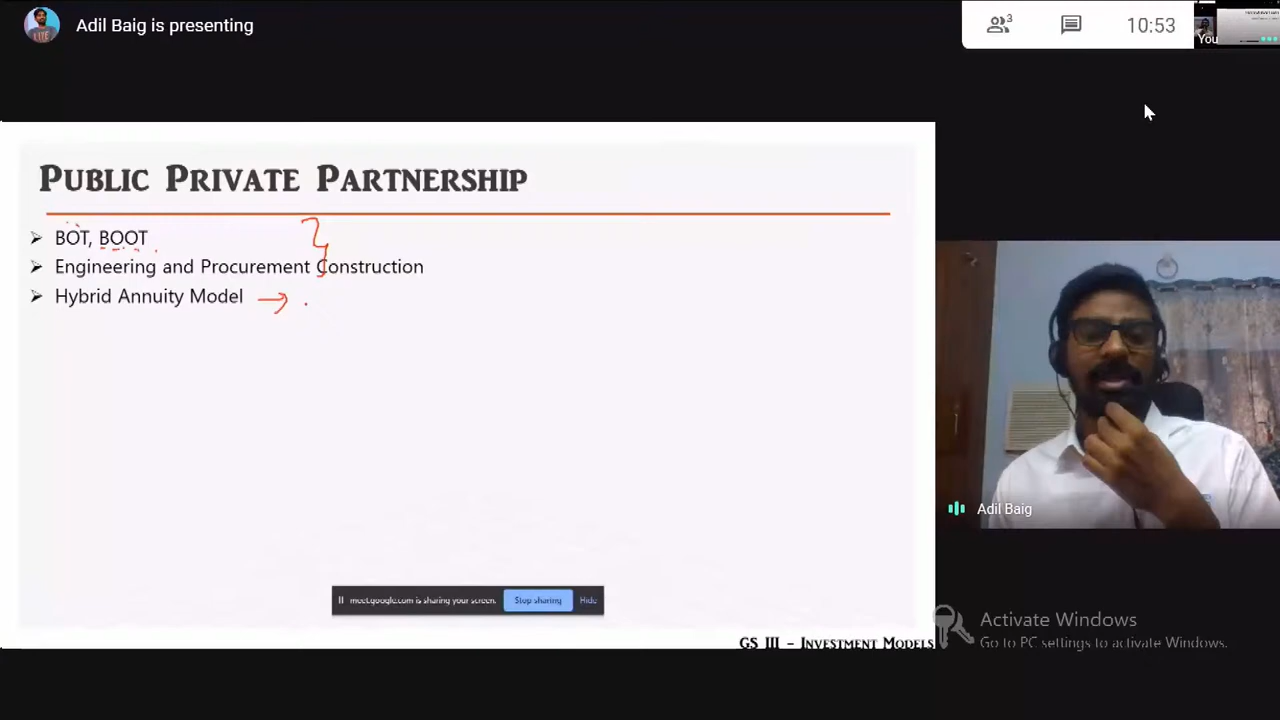 Adil Baig is presenting
3
10:53
You
PUBLIC PRIVATE PARTNERSHIP
BOT, BOOT
Engineering and Procurement Construction
Hybrid Annuity Model
Adil Baig
meet.google.com is sharing your screen.
Stop sharing
Hide
Activate Windows
Go to PC settings to activate Windows.
GS III – INVESTMENT MODELS